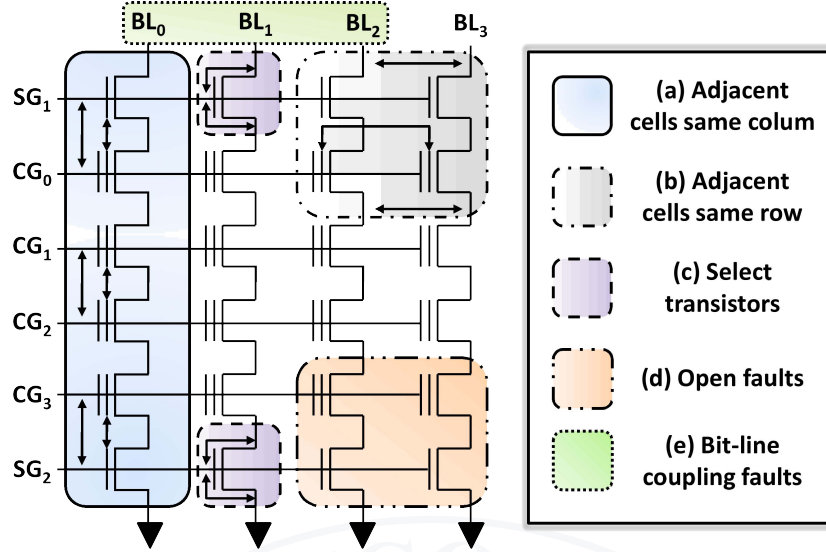 BL0 BL1 BL2 BL3
SG1
CG0
CG1
CG2
CG3
SG2
(a) Adjacent
cells same colum
(b) Adjacent
cells same row
(c) Select
transistors
(d) Open faults
(e) Bit-line
coupling faults